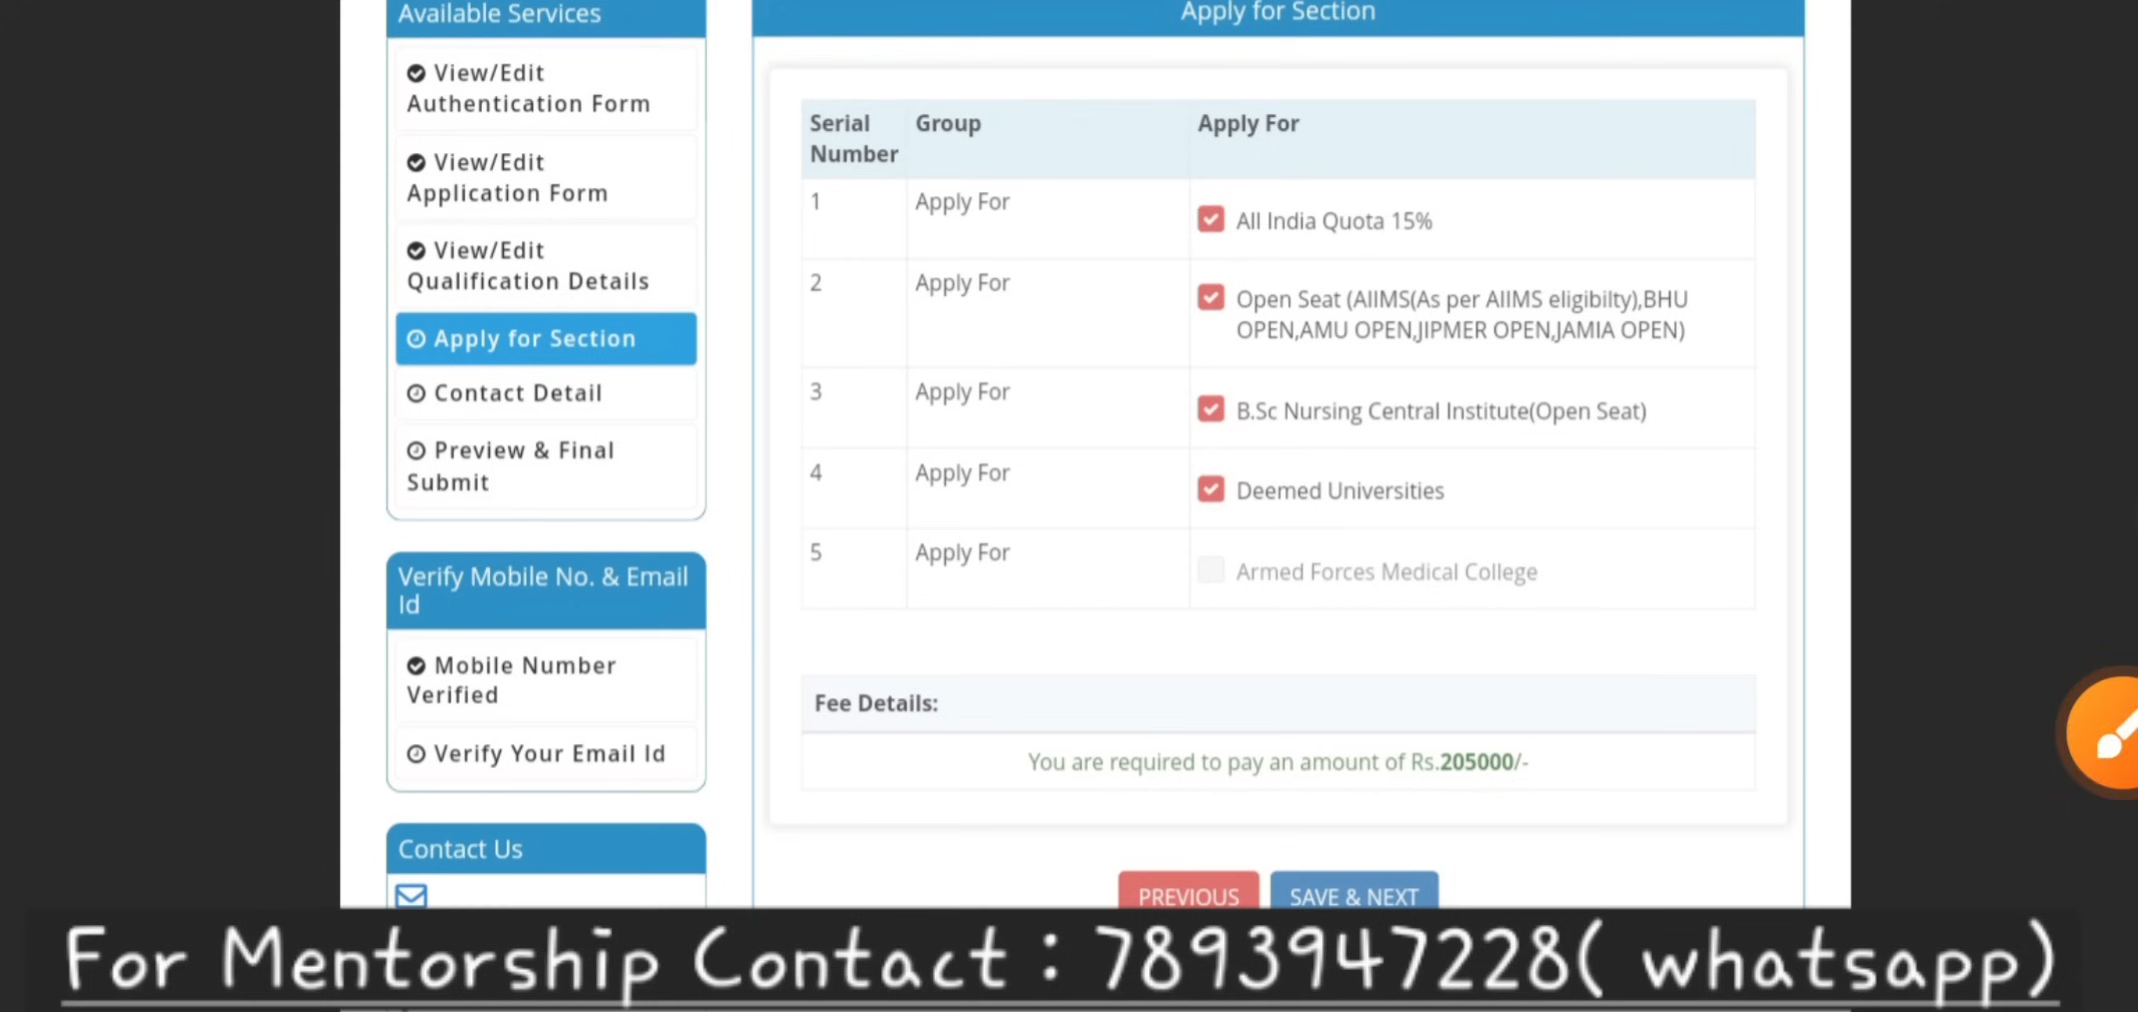 Available Services
View/Edit
Authentication Form
View/Edit
Application Form
View/Edit
Qualification Details
Apply for Section
Contact Detail
Preview & Final
Submit
Verify Mobile No. & Email
Id
Mobile Number
Verified
Verify Your Email Id
Contact Us
Apply for Section
Serial
Number
Group
Apply For
1
Apply For
All India Quota 15%
2
Apply For
Open Seat (AIIMS(As per AIIMS eligibilty),BHU
OPEN,AMU OPEN,JIPMER OPEN,JAMIA OPEN)
3
Apply For
B.Sc Nursing Central Institute(Open Seat)
4
Apply For
Deemed Universities
5
Apply For
Armed Forces Medical College
Fee Details:
You are required to pay an amount of Rs.205000/-
PREVIOUS
SAVE & NEXT
For Mentorship Contact : 7893947228( whatsapp)